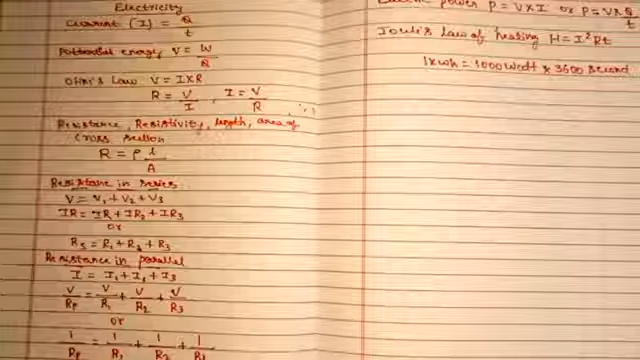 Electricity
Current (I) = Q/t
Potential energy V = W/Q
Ohm's Law V = I×R
R = V/I , I = V/R
Resistance, Resistivity, length, area of
cross section
R = ρ l/A
Resistance in series
V = V₁ + V₂ + V₃
IR = IR + IR₂ + IR₃
or
Rs = R₁ + R₂ + R₃
Resistance in parallel
I = I₁ + I₂ + I₃
V/Rp = V/R₁ + V/R₂ + V/R₃
or
1/Rp = 1/R₁ + 1/R₂ + 1/R₃
Electric power P = V×I or P = V×Q/t
Joule's law of heating H = I²Rt
1 kwh = 1000 watt × 3600 second